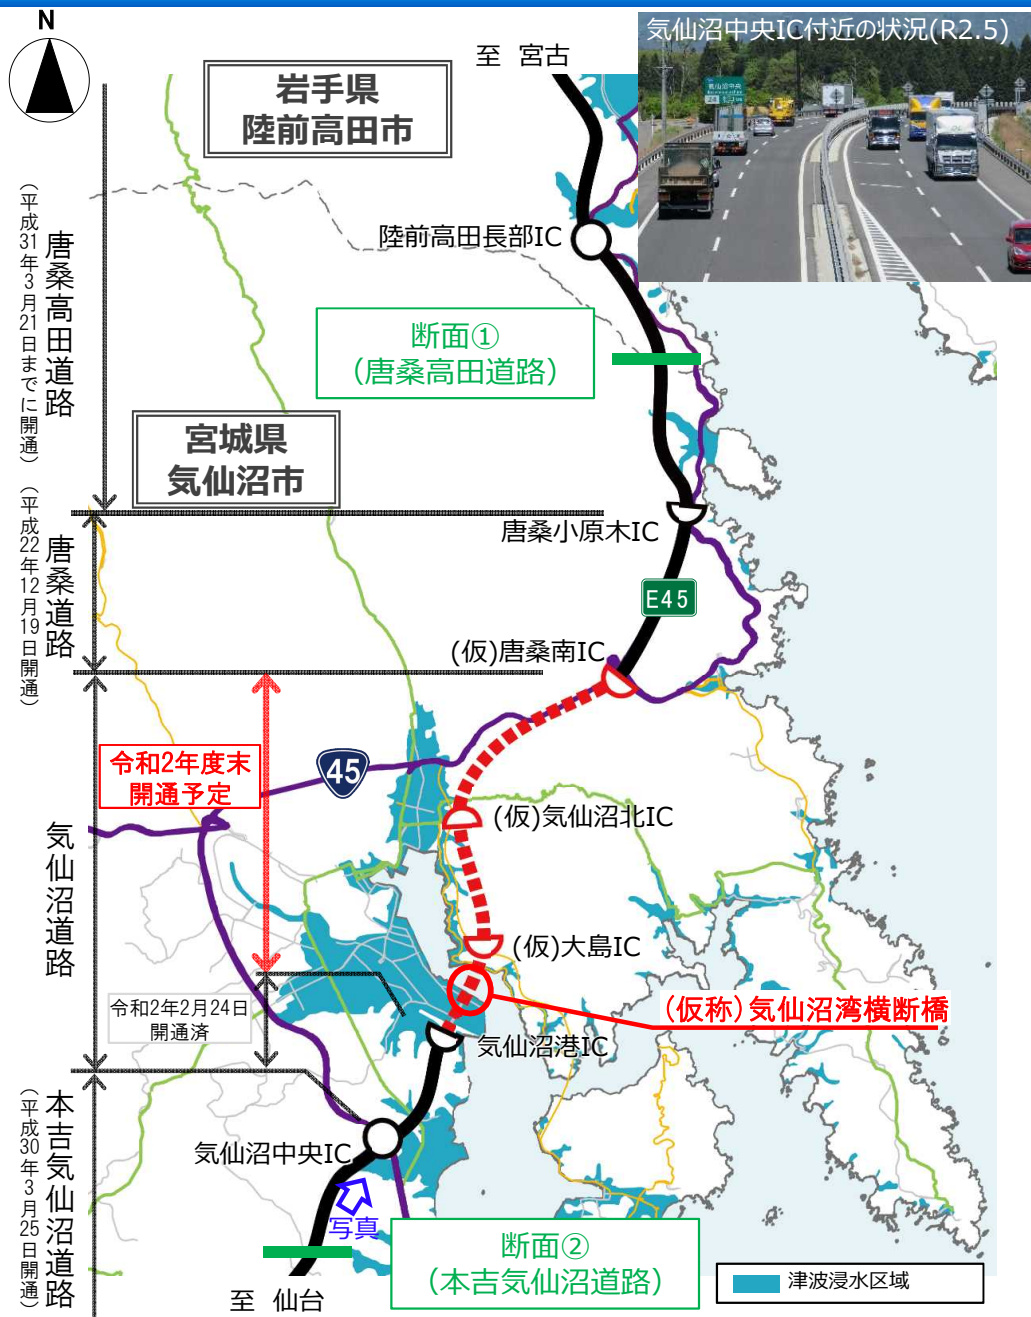 N
至 宮古
気仙沼中央IC付近の状況(R2.5)
気仙沼中央
岩手県
陸前高田市
陸前高田長部IC
断面①
（唐桑高田道路）
唐桑高田道路
（平成31年3月21日までに開通）
宮城県
気仙沼市
唐桑小原木IC
唐桑道路
（平成22年12月19日開通）
E45
(仮)唐桑南IC
令和2年度末
開通予定
45
(仮)気仙沼北IC
気仙沼道路
(仮)大島IC
令和2年2月24日
開通済
(仮称)気仙沼湾横断橋
気仙沼港IC
本吉気仙沼道路
（平成30年3月25日開通）
気仙沼中央IC
写真
断面②
（本吉気仙沼道路）
至 仙台
津波浸水区域